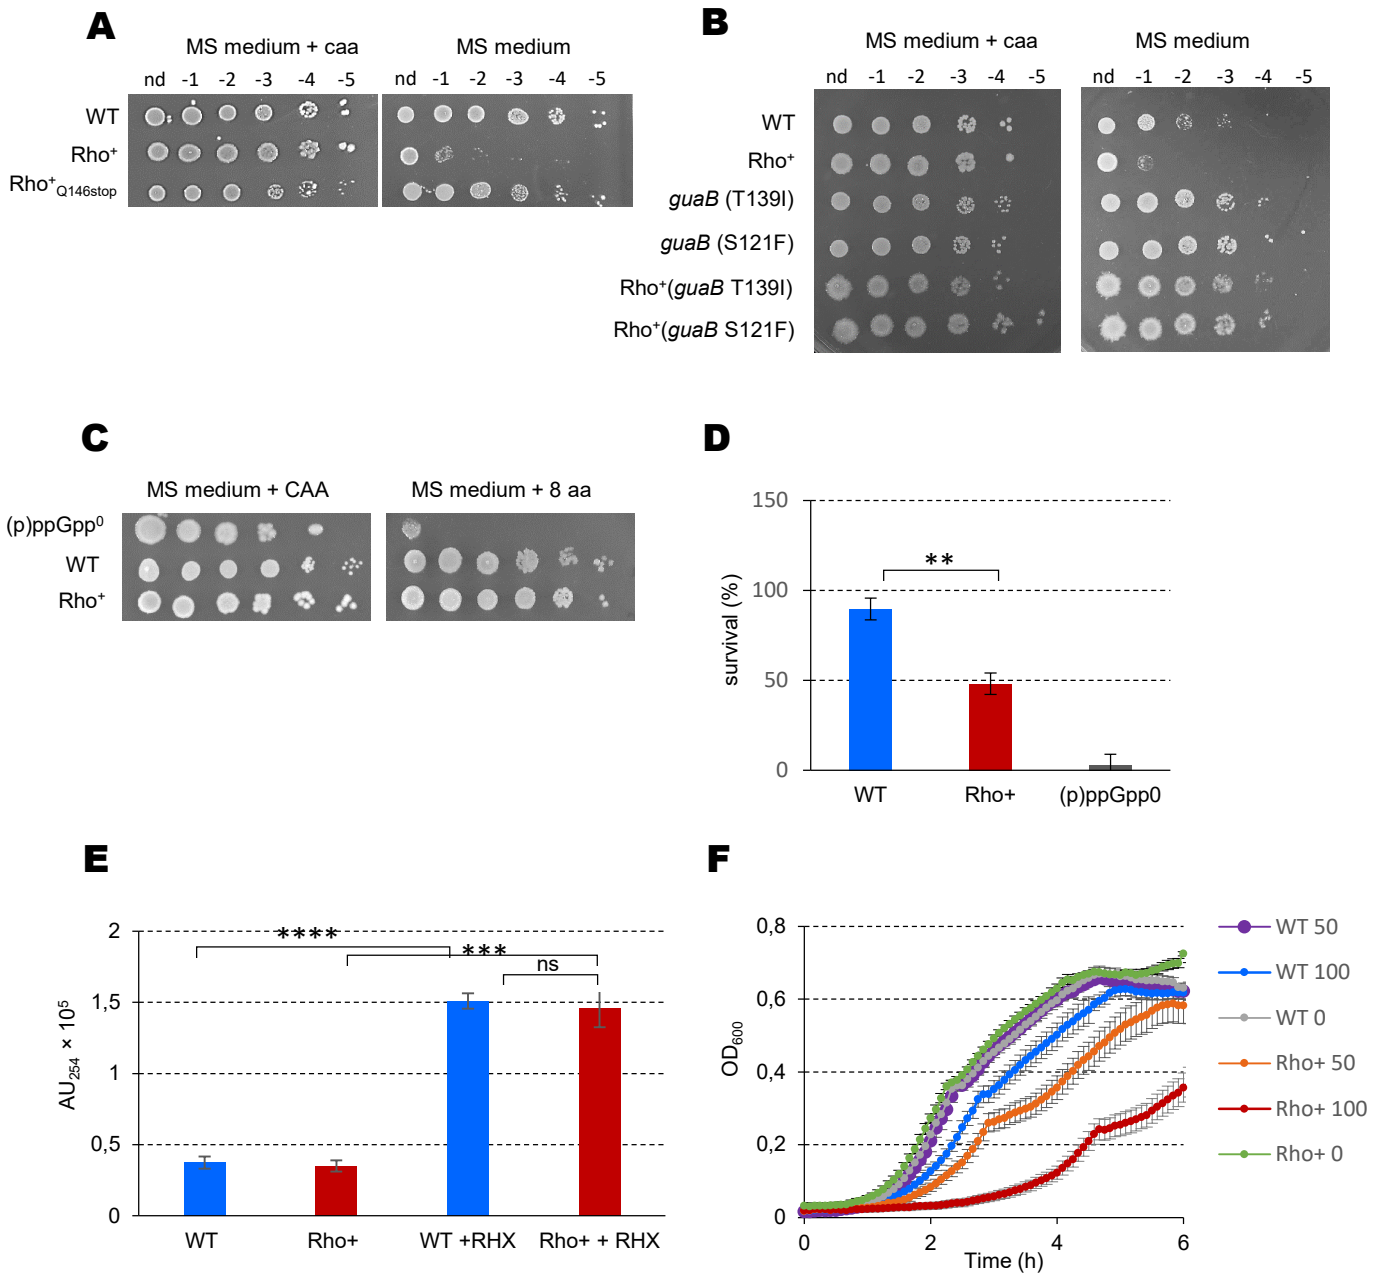 A
MS medium + caa
MS medium
nd -1 -2 -3 -4 -5
nd -1 -2 -3 -4 -5
WT
Rho⁺
Rho⁺Q146stop
B
MS medium + caa
MS medium
nd -1 -2 -3 -4 -5
nd -1 -2 -3 -4 -5
WT
Rho⁺
guaB (T139I)
guaB (S121F)
Rho⁺(guaB T139I)
Rho⁺(guaB S121F)
C
MS medium + CAA
MS medium + 8 aa
(p)ppGpp⁰
WT
Rho⁺
D
survival (%)
150
100
50
0
**
WT
Rho+
(p)ppGpp0
E
AU254 × 10⁵
2
1,5
1
0,5
0
****
***
ns
WT
Rho+
WT +RHX
Rho+ + RHX
F
OD600
0,8
0,6
0,4
0,2
0
0
2
4
6
Time (h)
WT 50
WT 100
WT 0
Rho+ 50
Rho+ 100
Rho+ 0